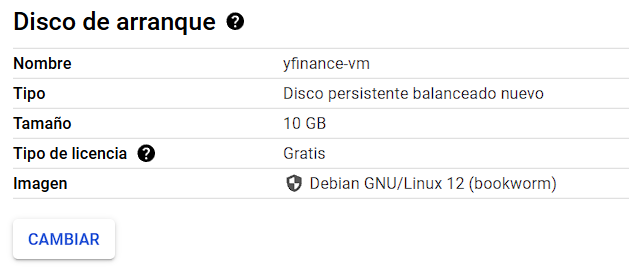 Disco de arranque ?
Nombre yfinance-vm
Tipo Disco persistente balanceado nuevo
Tamaño 10 GB
Tipo de licencia ? Gratis
Imagen Debian GNU/Linux 12 (bookworm)
CAMBIAR